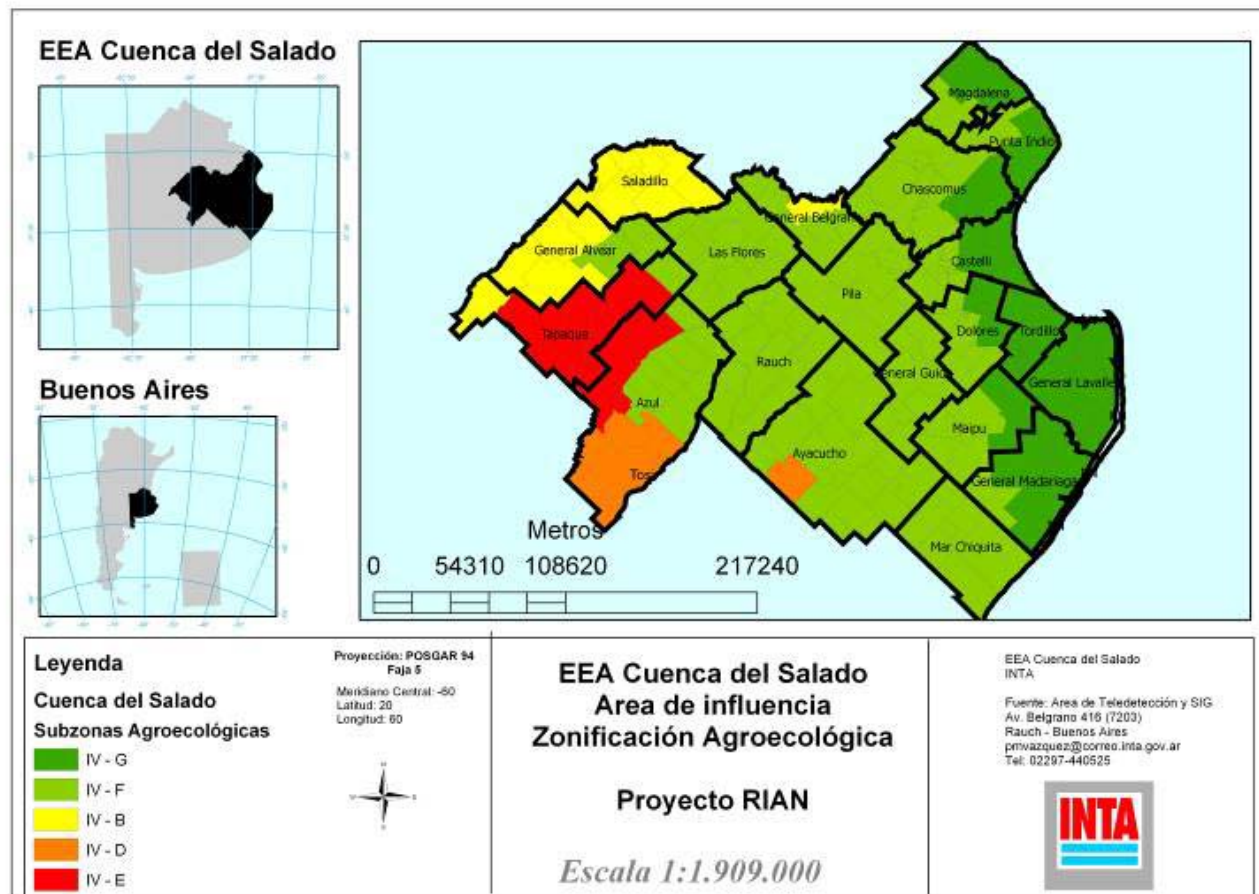 EEA Cuenca del Salado
Buenos Aires
Magdalena
Punta Indio
Chascomus
Saladillo
General Belgran
General Alvear
Las Flores
Castelli
Pila
Tapaque
Dolores
Tordillo
Rauch
General Guido
General Lavalle
Azul
Maipu
Ayacucho
General Madariaga
Mar Chiquita
Metros
0 54310 108620 217240
Leyenda
Cuenca del Salado
Subzonas Agroecológicas
IV - G
IV - F
IV - B
IV - D
IV - E
Proyección: POSGAR 94
Faja 5
Meridiano Central: -60
Latitud: 20
Longitud: 60
EEA Cuenca del Salado
Area de influencia
Zonificación Agroecológica
Proyecto RIAN
Escala 1:1.909.000
EEA Cuenca del Salado
INTA
Fuente: Area de Teledetección y SIG
Av. Belgrano 416 (7203)
Rauch - Buenos Aires
pmvazquez@correo.inta.gov.ar
Tel: 02297-440525
INTA